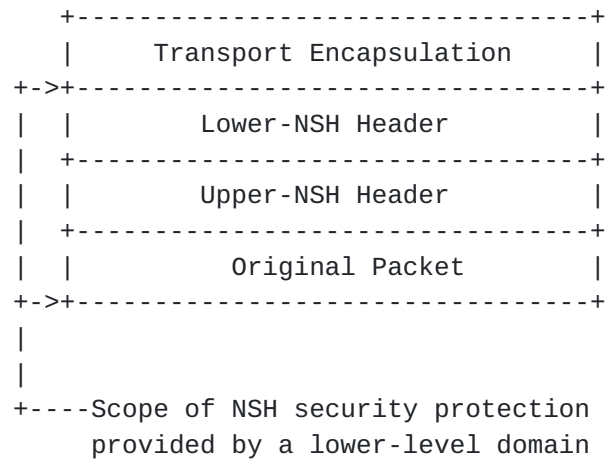 Transport Encapsulation
Lower-NSH Header
Upper-NSH Header
Original Packet
Scope of NSH security protection
provided by a lower-level domain